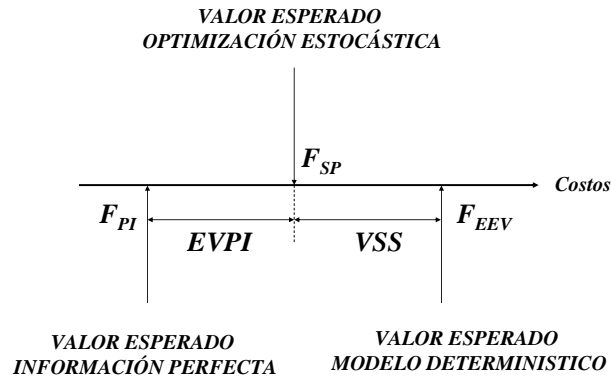 VALOR ESPERADO
OPTIMIZACIÓN ESTOCÁSTICA
F_SP
Costos
F_PI
F_EEV
EVPI
VSS
VALOR ESPERADO
INFORMACIÓN PERFECTA
VALOR ESPERADO
MODELO DETERMINISTICO